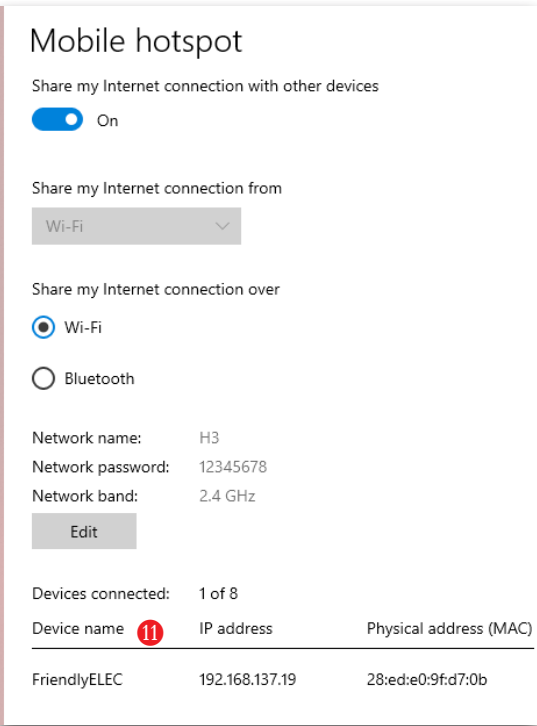 Mobile hotspot
Share my Internet connection with other devices
On
Share my Internet connection from
Wi-Fi
Share my Internet connection over
Wi-Fi
Bluetooth
Network name: H3
Network password: 12345678
Network band: 2.4 GHz
Edit
Devices connected: 1 of 8
Device name 11 IP address Physical address (MAC)
FriendlyELEC 192.168.137.19 28:ed:e0:9f:d7:0b